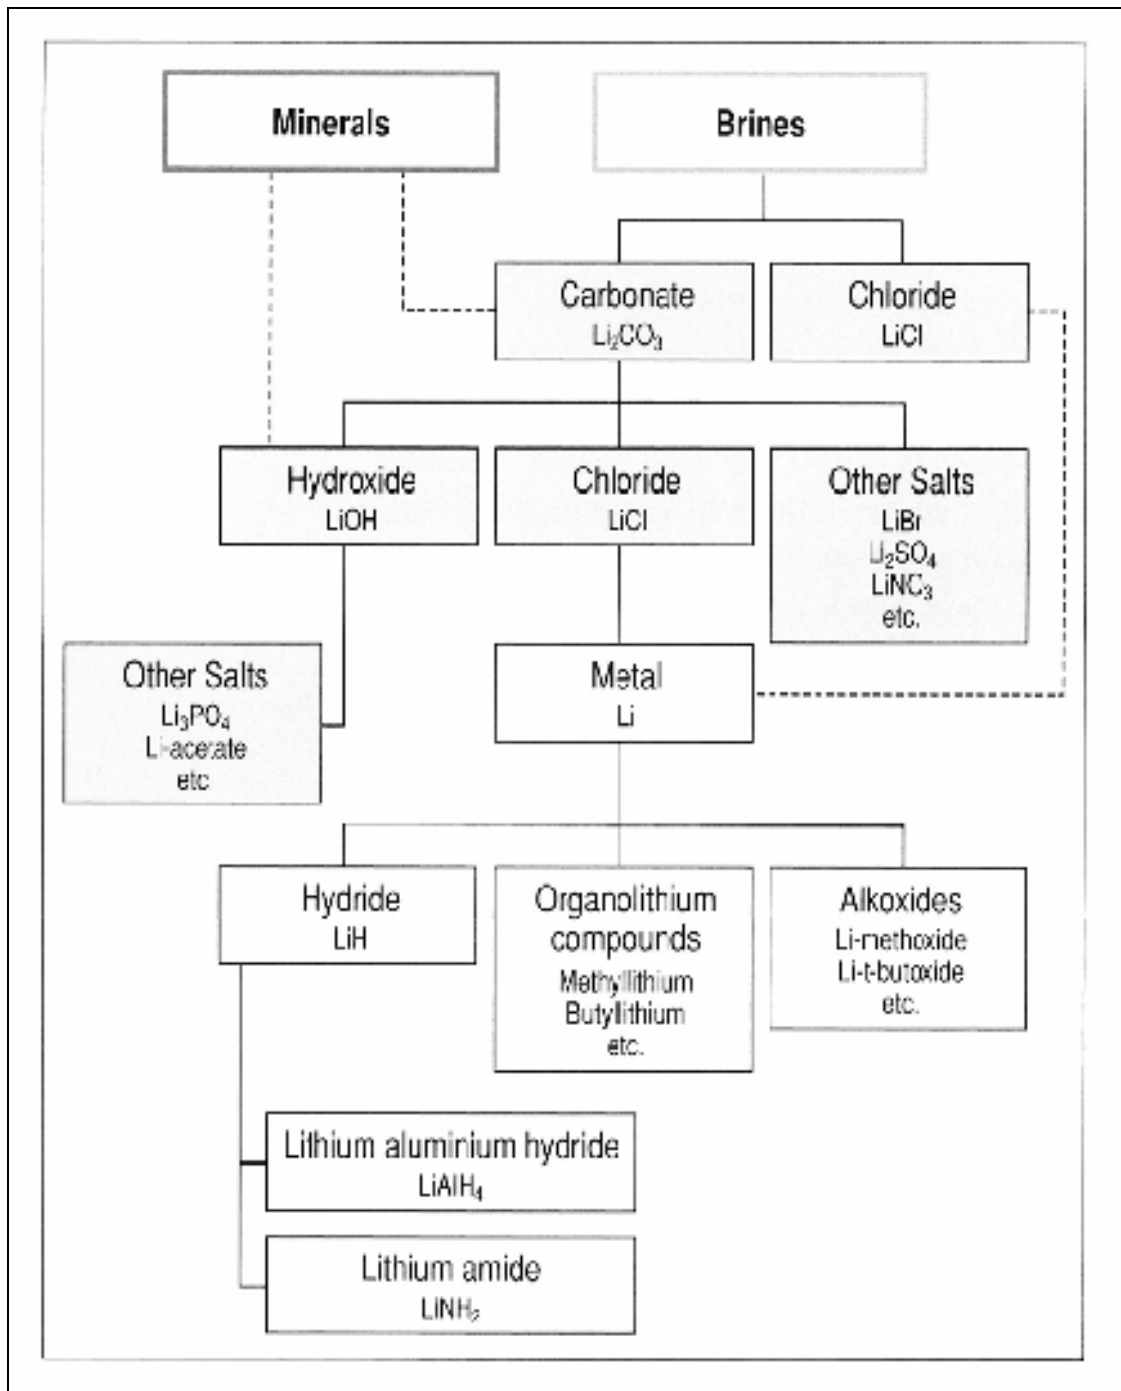 Minerals
Brines
Carbonate
Li₂CO₃
Chloride
LiCl
Hydroxide
LiOH
Chloride
LiCl
Other Salts
LiBr
Li₂SO₄
LiNO₃
etc.
Other Salts
Li₃PO₄
Li-acetate
etc
Metal
Li
Hydride
LiH
Organolithium
compounds
Methyllithium
Butyllithium
etc.
Alkoxides
Li-methoxide
Li-t-butoxide
etc.
Lithium aluminium hydride
LiAlH₄
Lithium amide
LiNH₂